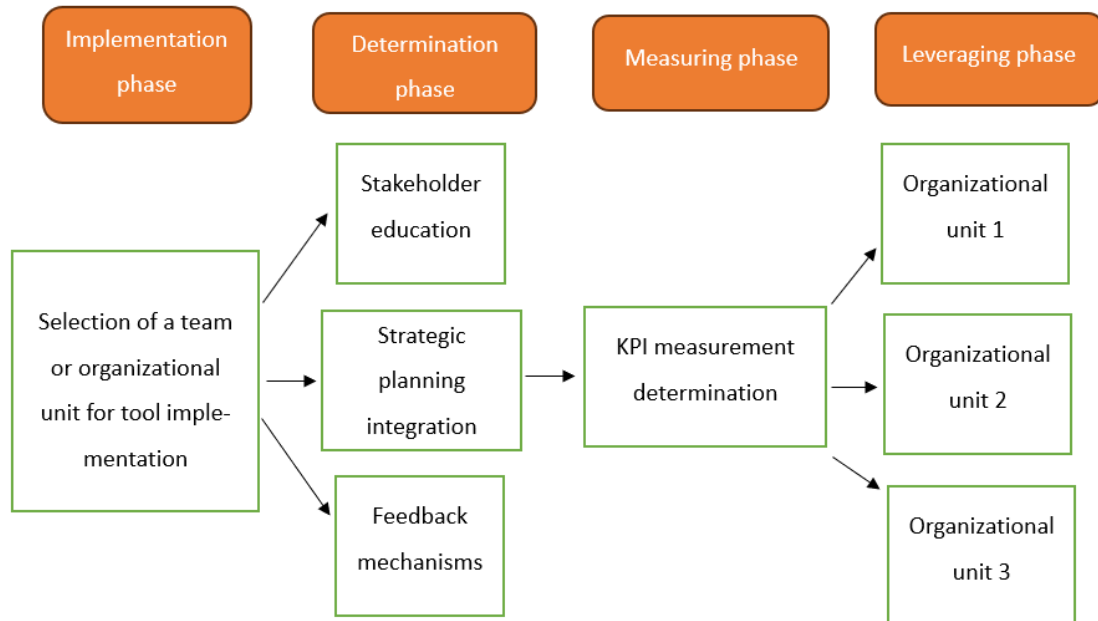 Implementation
phase
Determination
phase
Measuring phase
Leveraging phase
Stakeholder
education
Organizational
unit 1
Selection of a team
or organizational
unit for tool imple-
mentation
Strategic
planning
integration
KPI measurement
determination
Organizational
unit 2
Feedback
mechanisms
Organizational
unit 3